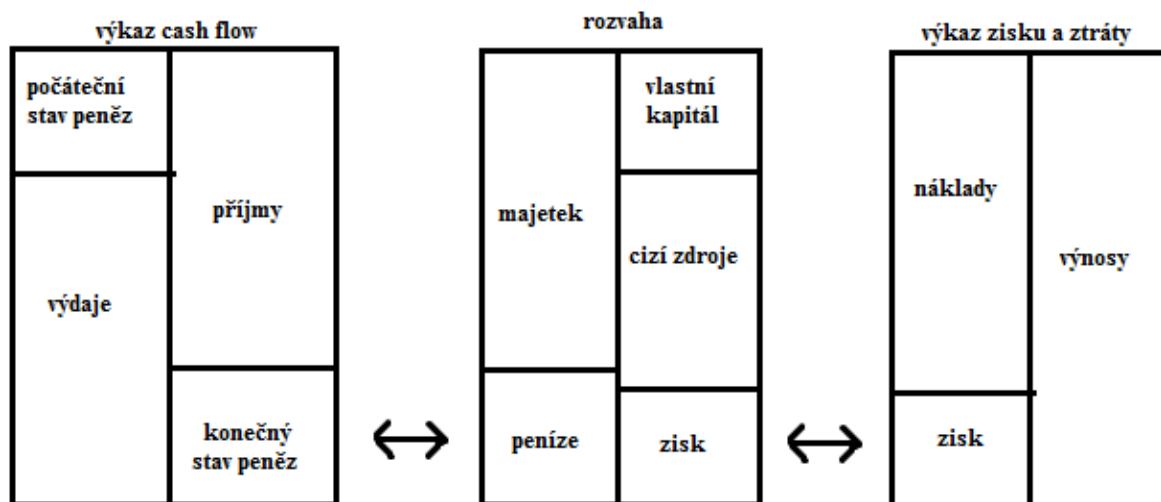 výkaz cash flow
počáteční
stav peněz
příjmy
výdaje
konečný
stav peněz
rozvaha
vlastní
kapitál
majetek
cizí zdroje
peníze
zisk
výkaz zisku a ztráty
náklady
výnosy
zisk